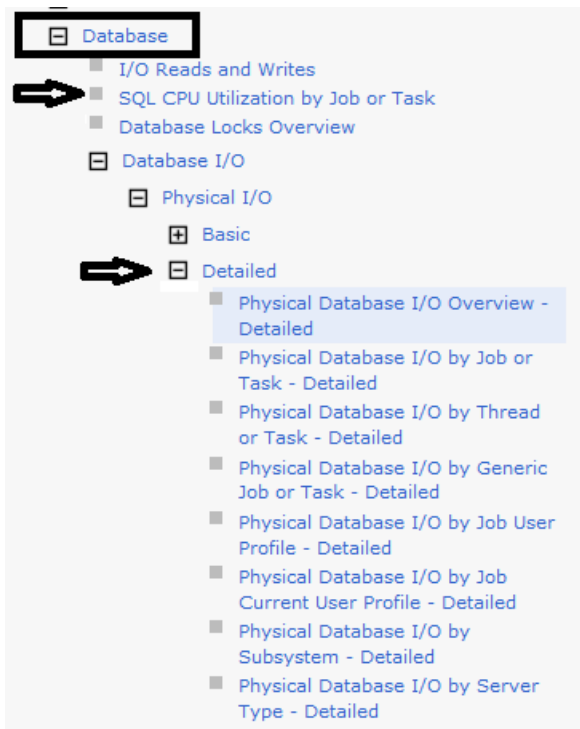 Database
I/O Reads and Writes
SQL CPU Utilization by Job or Task
Database Locks Overview
Database I/O
Physical I/O
Basic
Detailed
Physical Database I/O Overview -
Detailed
Physical Database I/O by Job or
Task - Detailed
Physical Database I/O by Thread
or Task - Detailed
Physical Database I/O by Generic
Job or Task - Detailed
Physical Database I/O by Job User
Profile - Detailed
Physical Database I/O by Job
Current User Profile - Detailed
Physical Database I/O by
Subsystem - Detailed
Physical Database I/O by Server
Type - Detailed